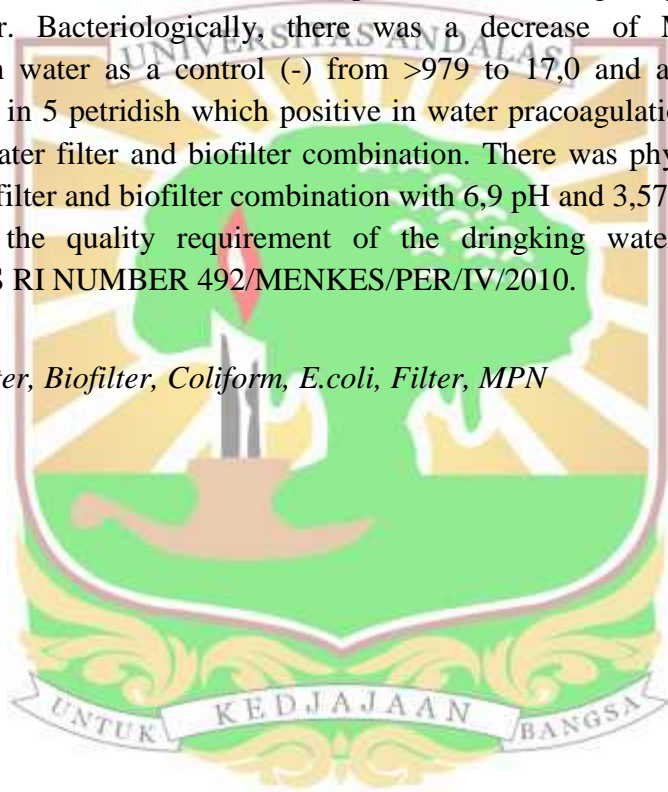 r. Bacteriologically, there was a decrease of M
n water as a control (-) from >979 to 17,0 and a
in 5 petridish which positive in water pracoagulatic
ater filter and biofilter combination. There was phy
filter and biofilter combination with 6,9 pH and 3,57
the quality requirement of the dringking wate
S RI NUMBER 492/MENKES/PER/IV/2010.
ter, Biofilter, Coliform, E.coli, Filter, MPN
UNIVERSITAS ANDALAS
UNTUK KEDJAJAAN BANGSA